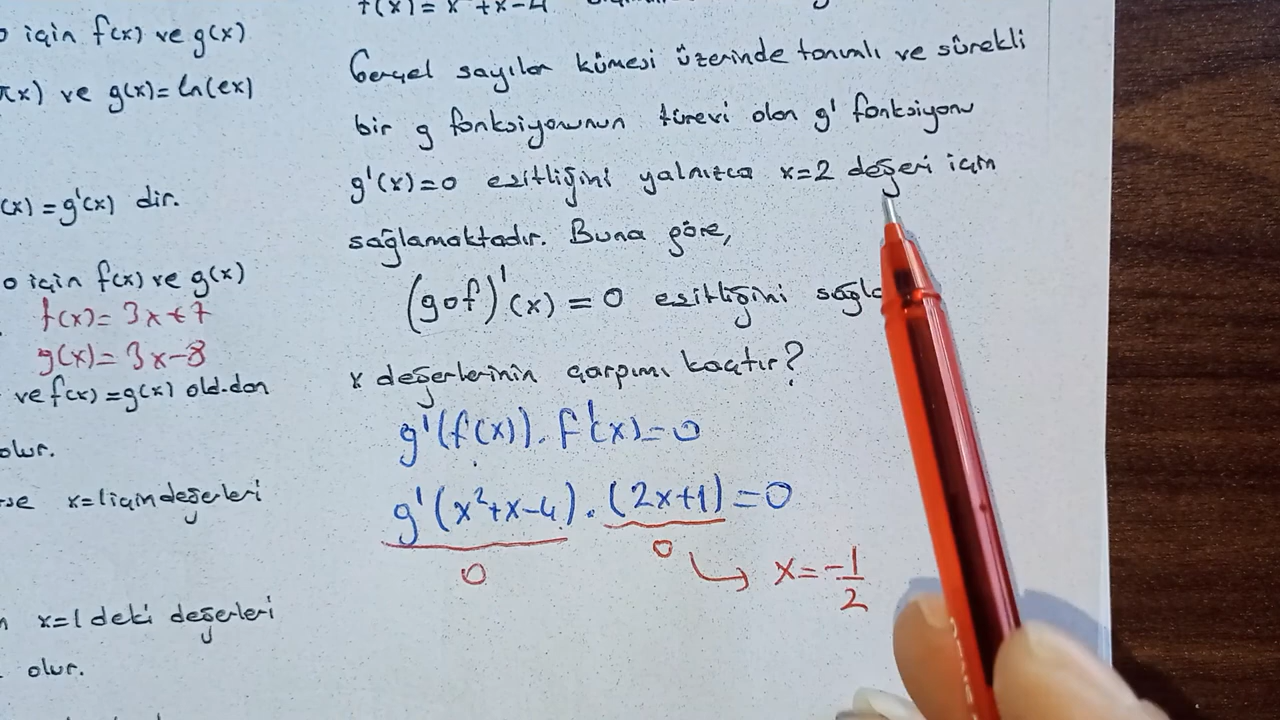 o için f(x) ve g(x)
(x) ve g(x)=ln(ex)
(x)=g'(x) dir.
o için f(x) ve g(x)
f(x)=3x+7
g(x)=3x-8
ve f(x)=g(x) old.dan
olur.
x=1 için değerleri
x=1 deki değerleri
olur.
f(x)=x²+x-4
Gerçel sayılar kümesi üzerinde tanımlı ve sürekli
bir g fonksiyonunun türevi olan g' fonksiyonu
g'(x)=0 eşitliğini yalnızca x=2 değeri için
sağlamaktadır. Buna göre,
(gof)'(x)=0 eşitliğini
x değerlerinin çarpımı kaçtır?
g'(f(x)).f'(x)=0
g'(x²+x-4).(2x+1)=0
0 0 x=-1/2